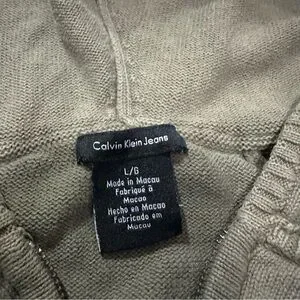 Calvin Klein Jeans
L/G
Made in Macau
Fabriqué à
Macao
Hecho en Macao
Fabricado em
Macau